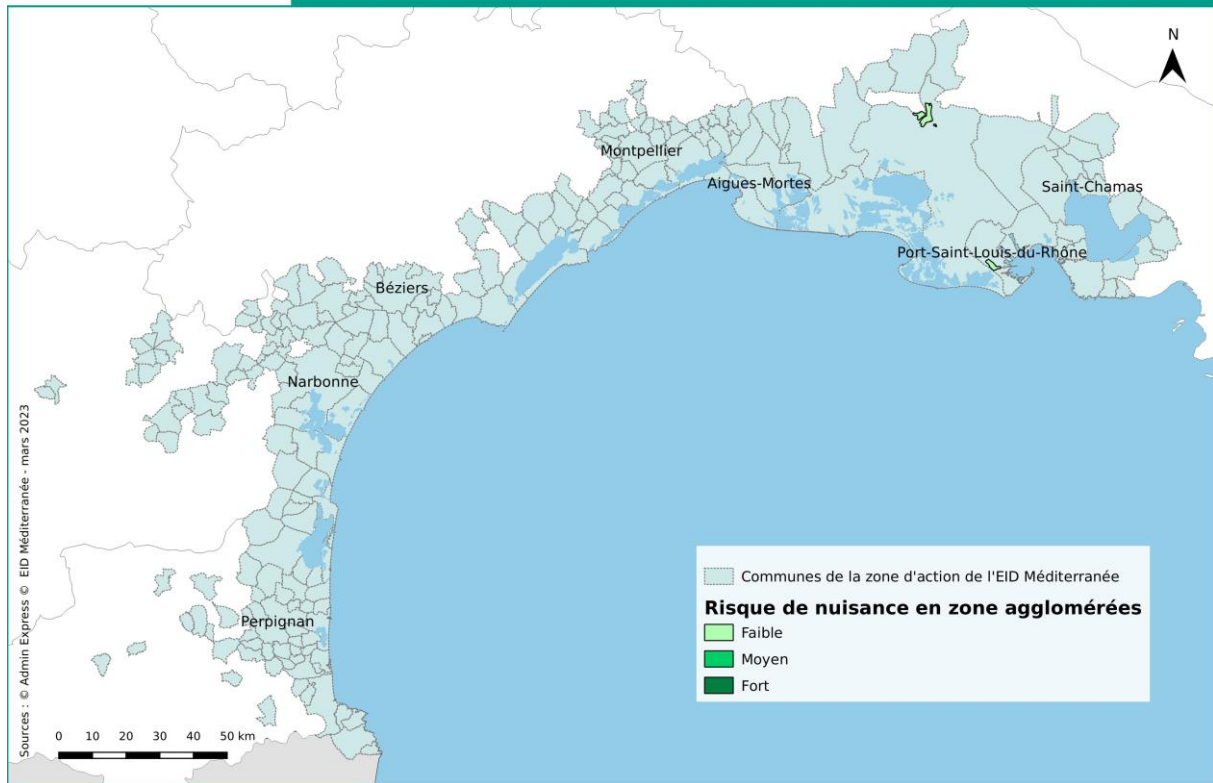 N
Montpellier
Aigues-Mortes
Saint-Chamas
Port-Saint-Louis-du-Rhône
Béziers
Narbonne
Perpignan
Communes de la zone d'action de l'EID Méditerranée
Risque de nuisance en zone agglomérées
Faible
Moyen
Fort
0 10 20 30 40 50 km
Sources : © Admin Express © EID Méditerranée - mars 2023